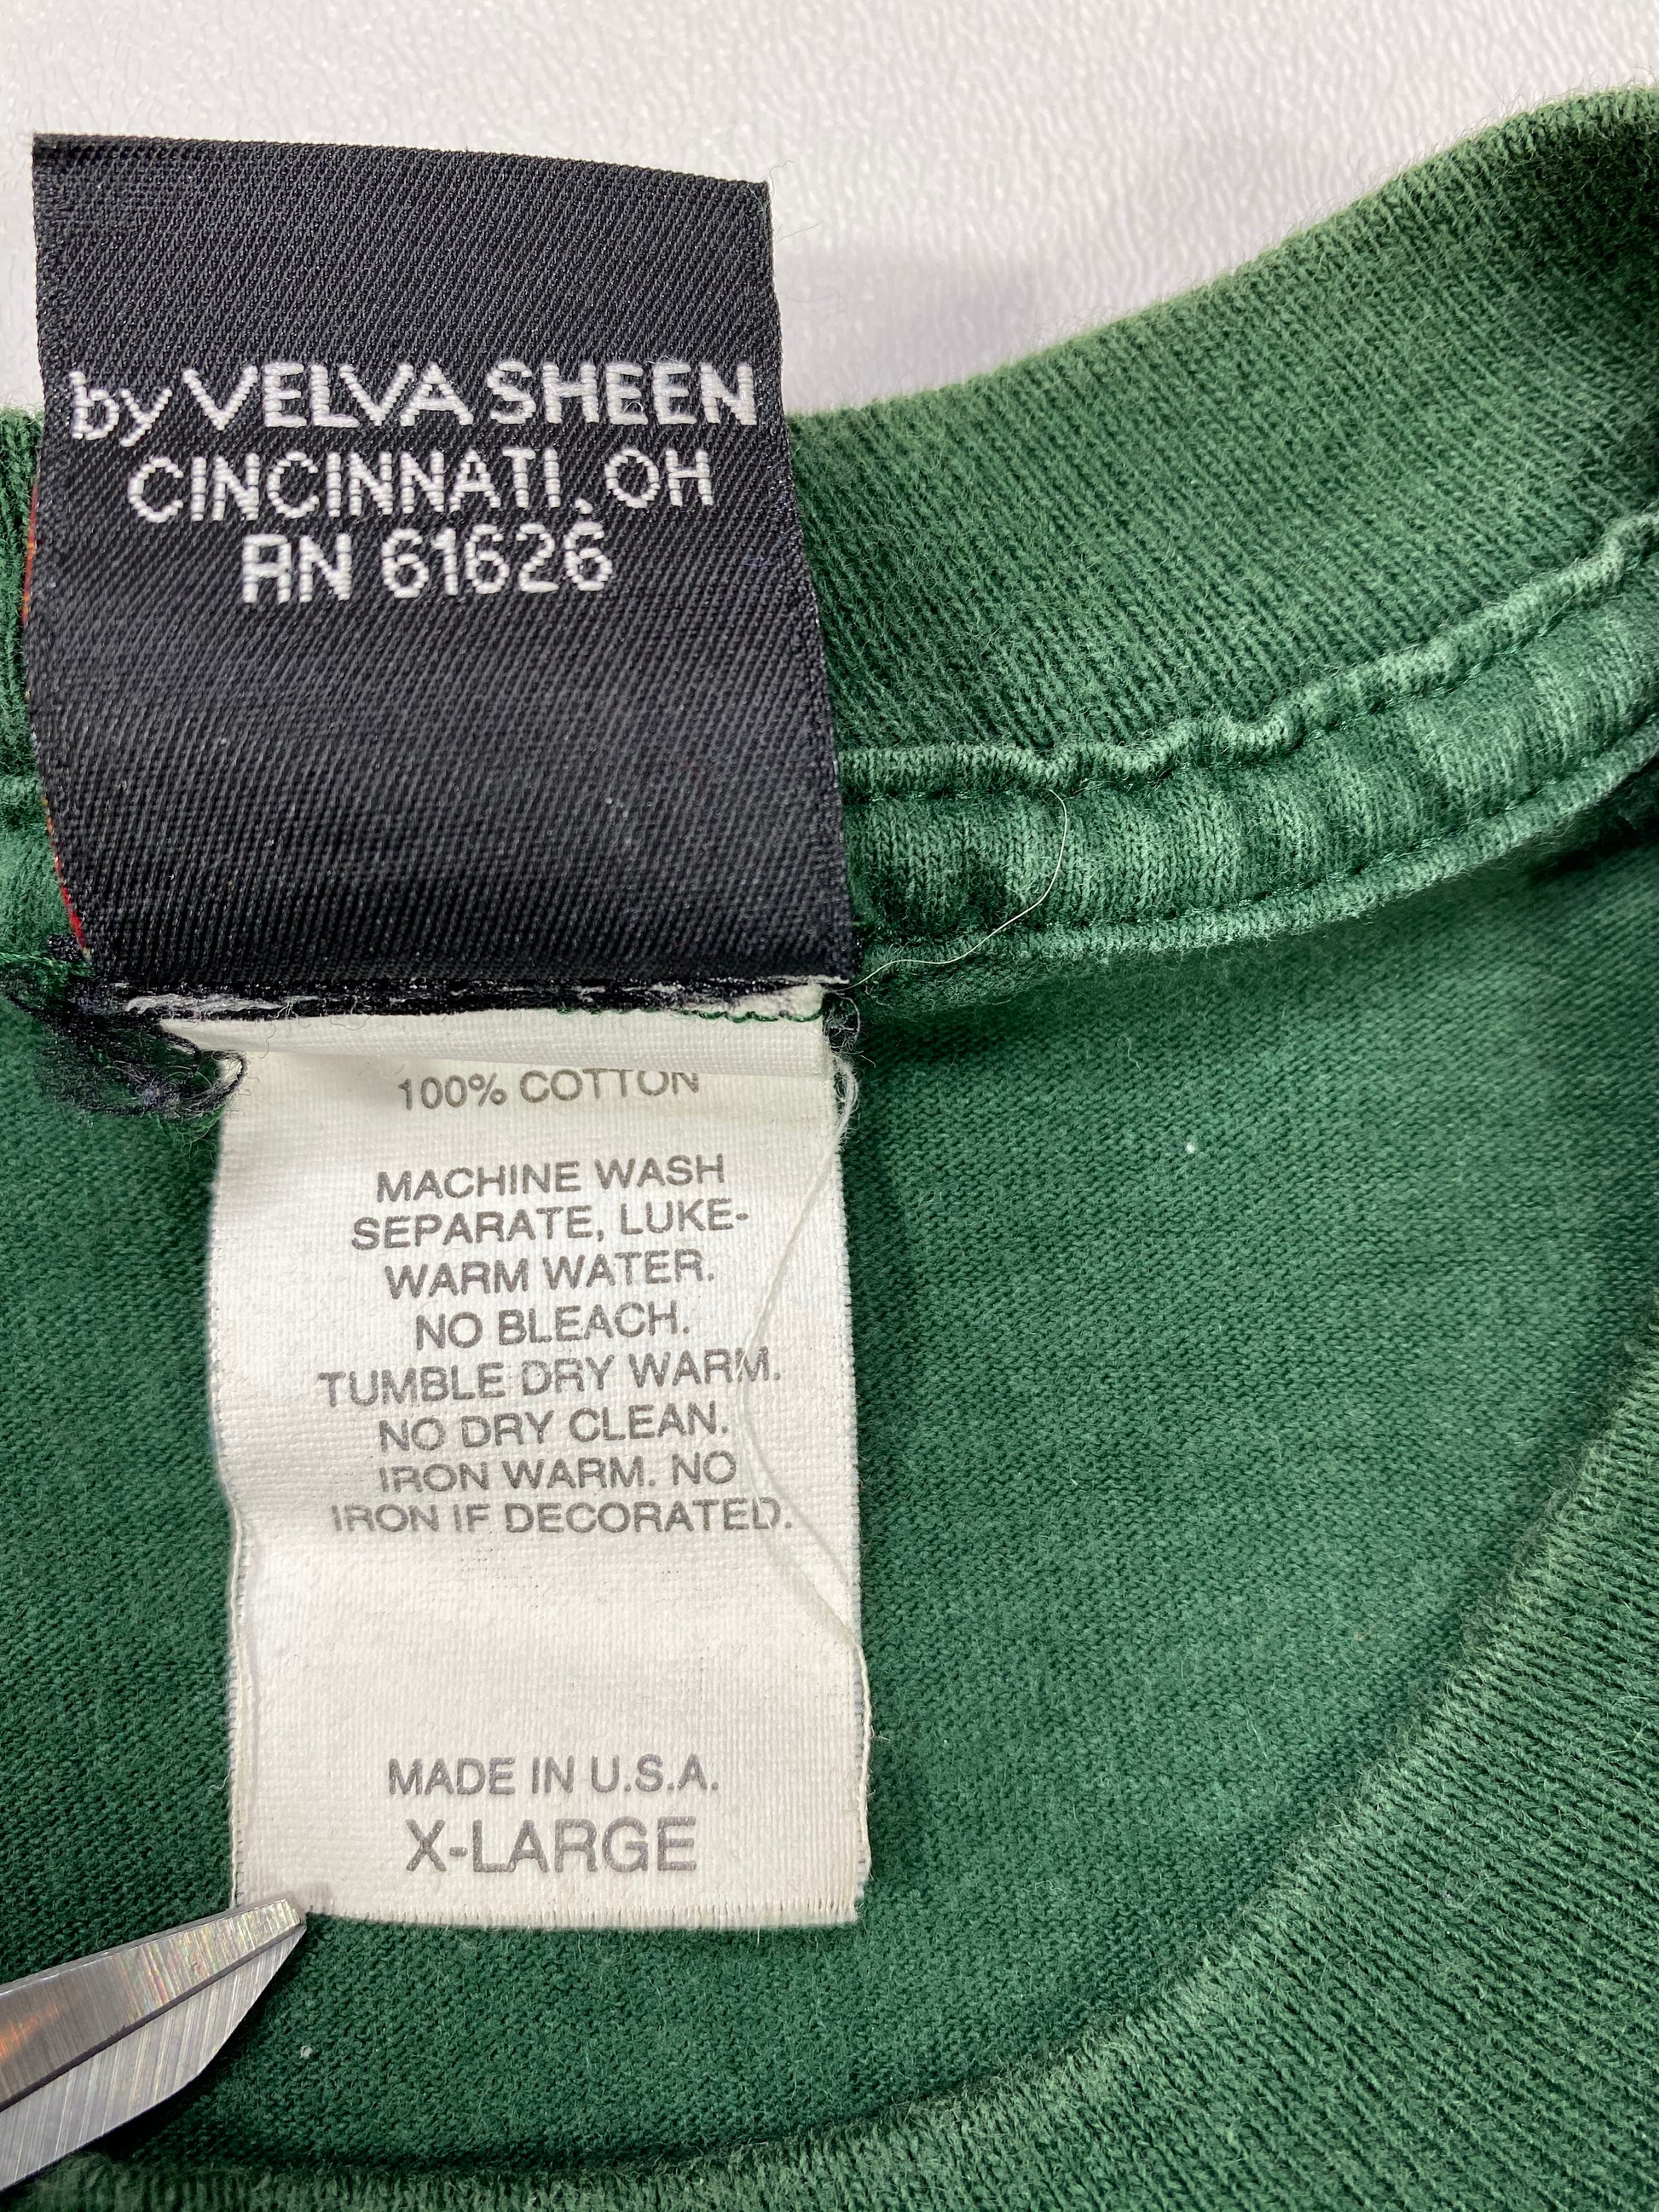 by VELVA SHEEN
CINCINNATI, OH
RN 61626
100% COTTON
MACHINE WASH
SEPARATE, LUKE-
WARM WATER.
NO BLEACH.
TUMBLE DRY WARM.
NO DRY CLEAN.
IRON WARM. NO
IRON IF DECORATED.
MADE IN U.S.A.
X-LARGE